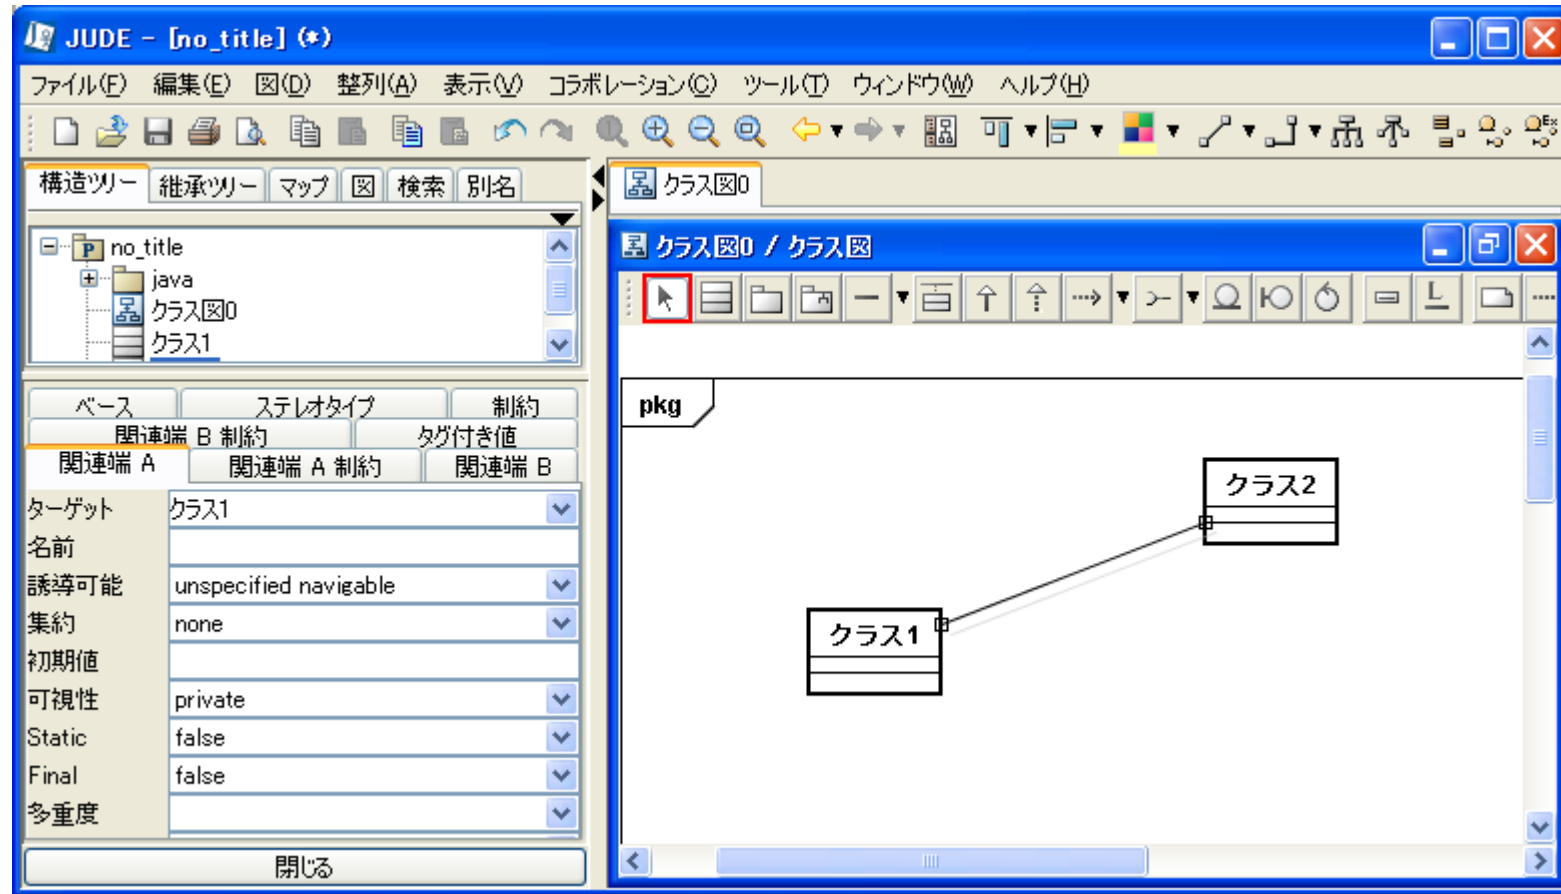 JUDE - [no_title] (*)
ファイル(F) 編集(E) 図(D) 整列(A) 表示(V) コラボレーション(C) ツール(T) ウィンドウ(W) ヘルプ(H)
構造ツリー 継承ツリー マップ 図 検索 別名
no_title
java
クラス図0
クラス1
ベース ステレオタイプ 制約
関連端 B 制約 タグ付き値
関連端 A 関連端 A 制約 関連端 B
ターゲット クラス1
名前
誘導可能 unspecified navigable
集約 none
初期値
可視性 private
Static false
Final false
多重度
閉じる
クラス図0
クラス図0 / クラス図
pkg
クラス2
クラス1